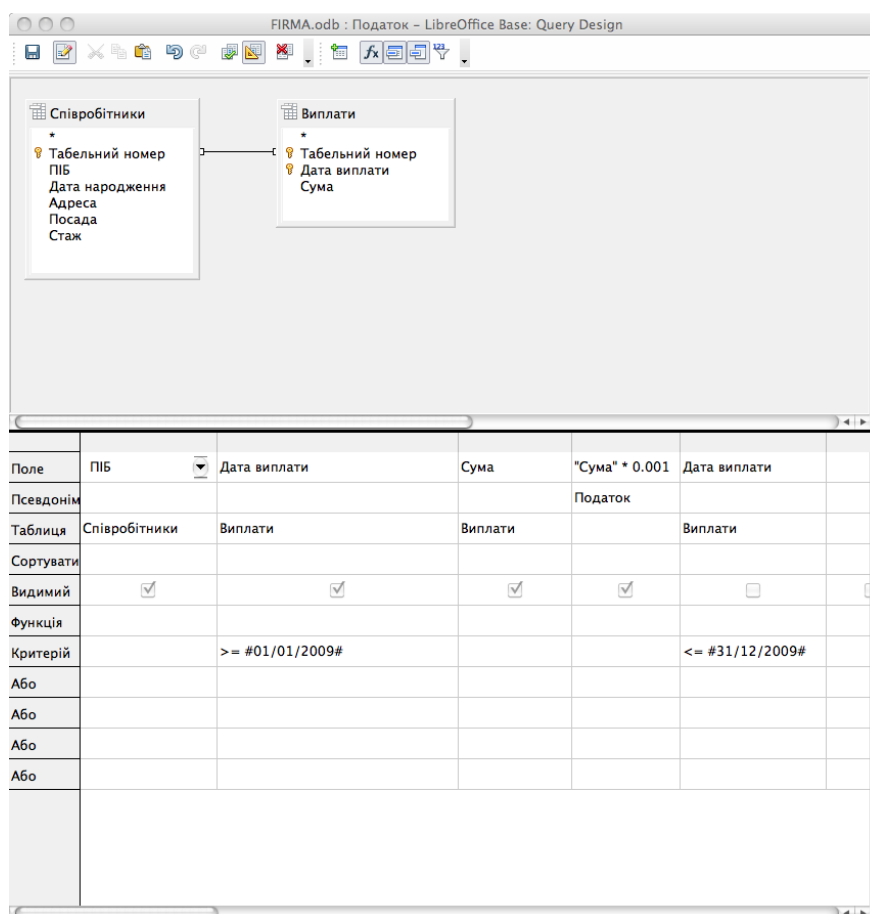 FIRMA.odb : Податок – LibreOffice Base: Query Design
Співробітники
*
Табельний номер
ПІБ
Дата народження
Адреса
Посада
Стаж
Виплати
*
Табельний номер
Дата виплати
Сума
Поле ПІБ Дата виплати Сума "Сума" * 0.001 Дата виплати
Псевдонім Податок
Таблиця Співробітники Виплати Виплати Виплати
Сортувати
Видимий
Функція
Критерій >= #01/01/2009# <= #31/12/2009#
Або
Або
Або
Або